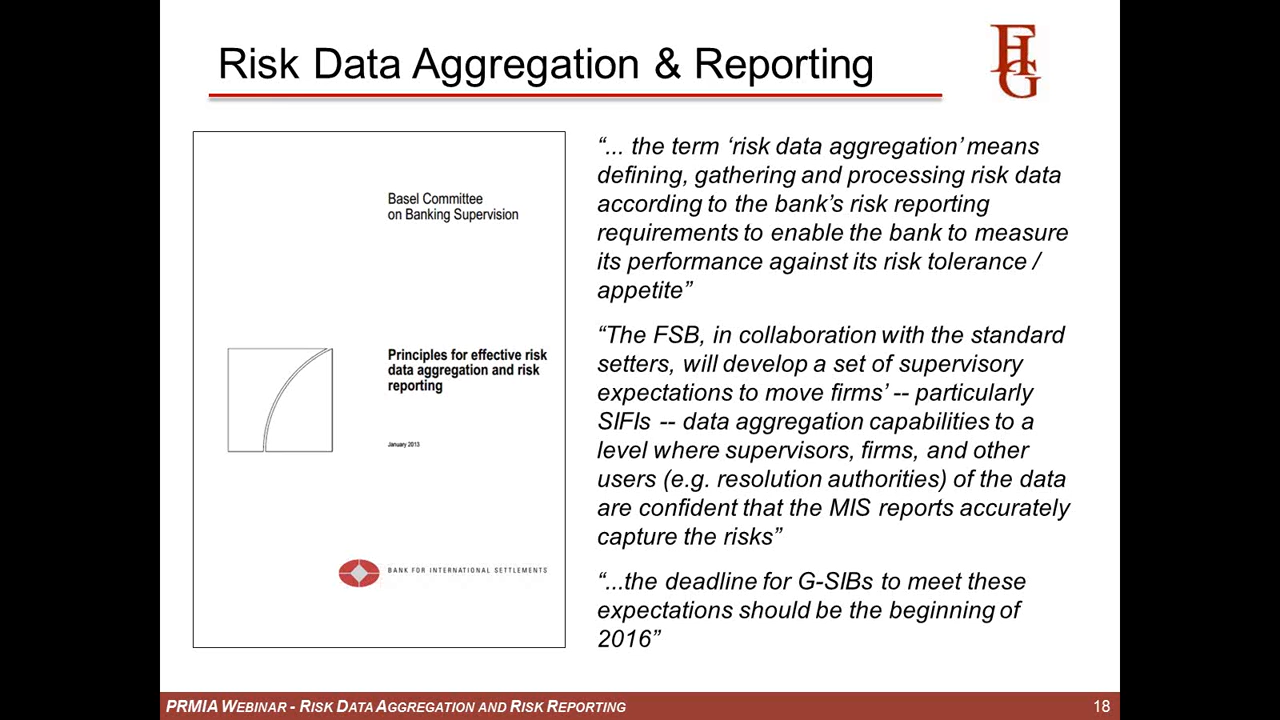 Risk Data Aggregation & Reporting
FHG
Basel Committee
on Banking Supervision
Principles for effective risk
data aggregation and risk
reporting
January 2013
BANK FOR INTERNATIONAL SETTLEMENTS
“... the term ‘risk data aggregation’ means
defining, gathering and processing risk data
according to the bank’s risk reporting
requirements to enable the bank to measure
its performance against its risk tolerance /
appetite”
“The FSB, in collaboration with the standard
setters, will develop a set of supervisory
expectations to move firms’ -- particularly
SIFIs -- data aggregation capabilities to a
level where supervisors, firms, and other
users (e.g. resolution authorities) of the data
are confident that the MIS reports accurately
capture the risks”
“...the deadline for G-SIBs to meet these
expectations should be the beginning of
2016”
PRMIA WEBINAR - RISK DATA AGGREGATION AND RISK REPORTING
18